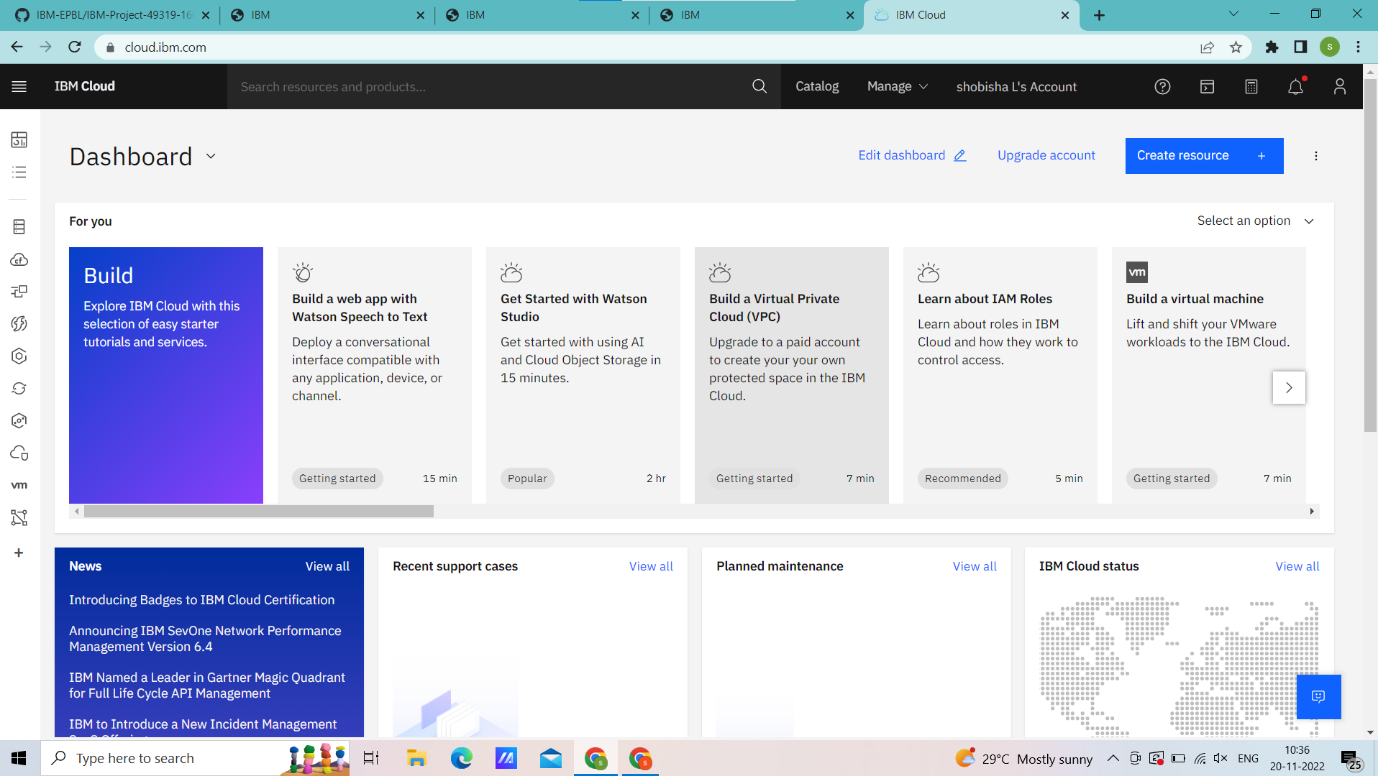 IBM-EPBL/IBM-Project-49319-16
IBM
IBM
IBM
IBM Cloud
cloud.ibm.com
S
IBM Cloud
Search resources and products...
Catalog
Manage
shobisha L's Account
Dashboard
Edit dashboard
Upgrade account
Create resource +
For you
Select an option
Build
Explore IBM Cloud with this
selection of easy starter
tutorials and services.
Build a web app with
Watson Speech to Text
Deploy a conversational
interface compatible with
any application, device, or
channel.
Getting started
15 min
Get Started with Watson
Studio
Get started with using AI
and Cloud Object Storage in
15 minutes.
Popular
2 hr
Build a Virtual Private
Cloud (VPC)
Upgrade to a paid account
to create your your own
protected space in the IBM
Cloud.
Getting started
7 min
Learn about IAM Roles
Learn about roles in IBM
Cloud and how they work to
control access.
Recommended
5 min
vm
Build a virtual machine
Lift and shift your VMware
workloads to the IBM Cloud.
Getting started
7 min
vm
News
View all
Introducing Badges to IBM Cloud Certification
Announcing IBM SevOne Network Performance
Management Version 6.4
IBM Named a Leader in Gartner Magic Quadrant
for Full Life Cycle API Management
IBM to Introduce a New Incident Management
Recent support cases
View all
Planned maintenance
View all
IBM Cloud status
View all
Type here to search
29°C Mostly sunny
ENG
10:36
20-11-2022
25